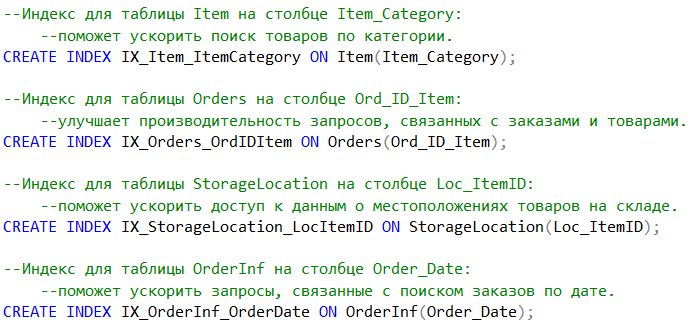 --Индекс для таблицы Item на столбце Item_Category:
--поможет ускорить поиск товаров по категории.
CREATE INDEX IX_Item_ItemCategory ON Item(Item_Category);
--Индекс для таблицы Orders на столбце Ord_ID_Item:
--улучшает производительность запросов, связанных с заказами и товарами.
CREATE INDEX IX_Orders_OrdIDItem ON Orders(Ord_ID_Item);
--Индекс для таблицы StorageLocation на столбце Loc_ItemID:
--поможет ускорить доступ к данным о местоположениях товаров на складе.
CREATE INDEX IX_StorageLocation_LocItemID ON StorageLocation(Loc_ItemID);
--Индекс для таблицы OrderInf на столбце Order_Date:
--поможет ускорить запросы, связанные с поиском заказов по дате.
CREATE INDEX IX_OrderInf_OrderDate ON OrderInf(Order_Date);